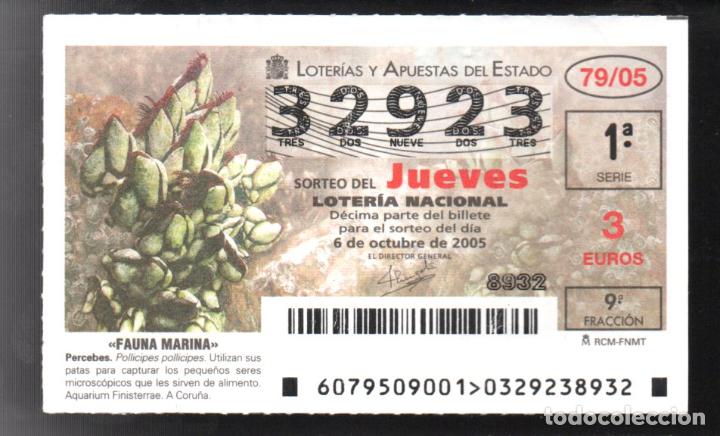 LOTERÍAS Y APUESTAS DEL ESTADO
79/05
32923
TRES DOS NUEVE DOS TRES
1ª
SERIE
SORTEO DEL Jueves
LOTERÍA NACIONAL
Décima parte del billete
para el sorteo del día
6 de octubre de 2005
EL DIRECTOR GENERAL
3
EUROS
8932
9ª
FRACCIÓN
RCM-FNMT
«FAUNA MARINA»
Percebes. Pollicipes pollicipes. Utilizan sus
patas para capturar los pequeños seres
microscópicos que les sirven de alimento.
Aquarium Finisterrae. A Coruña.
6079509001>0329238932
todocoleccion